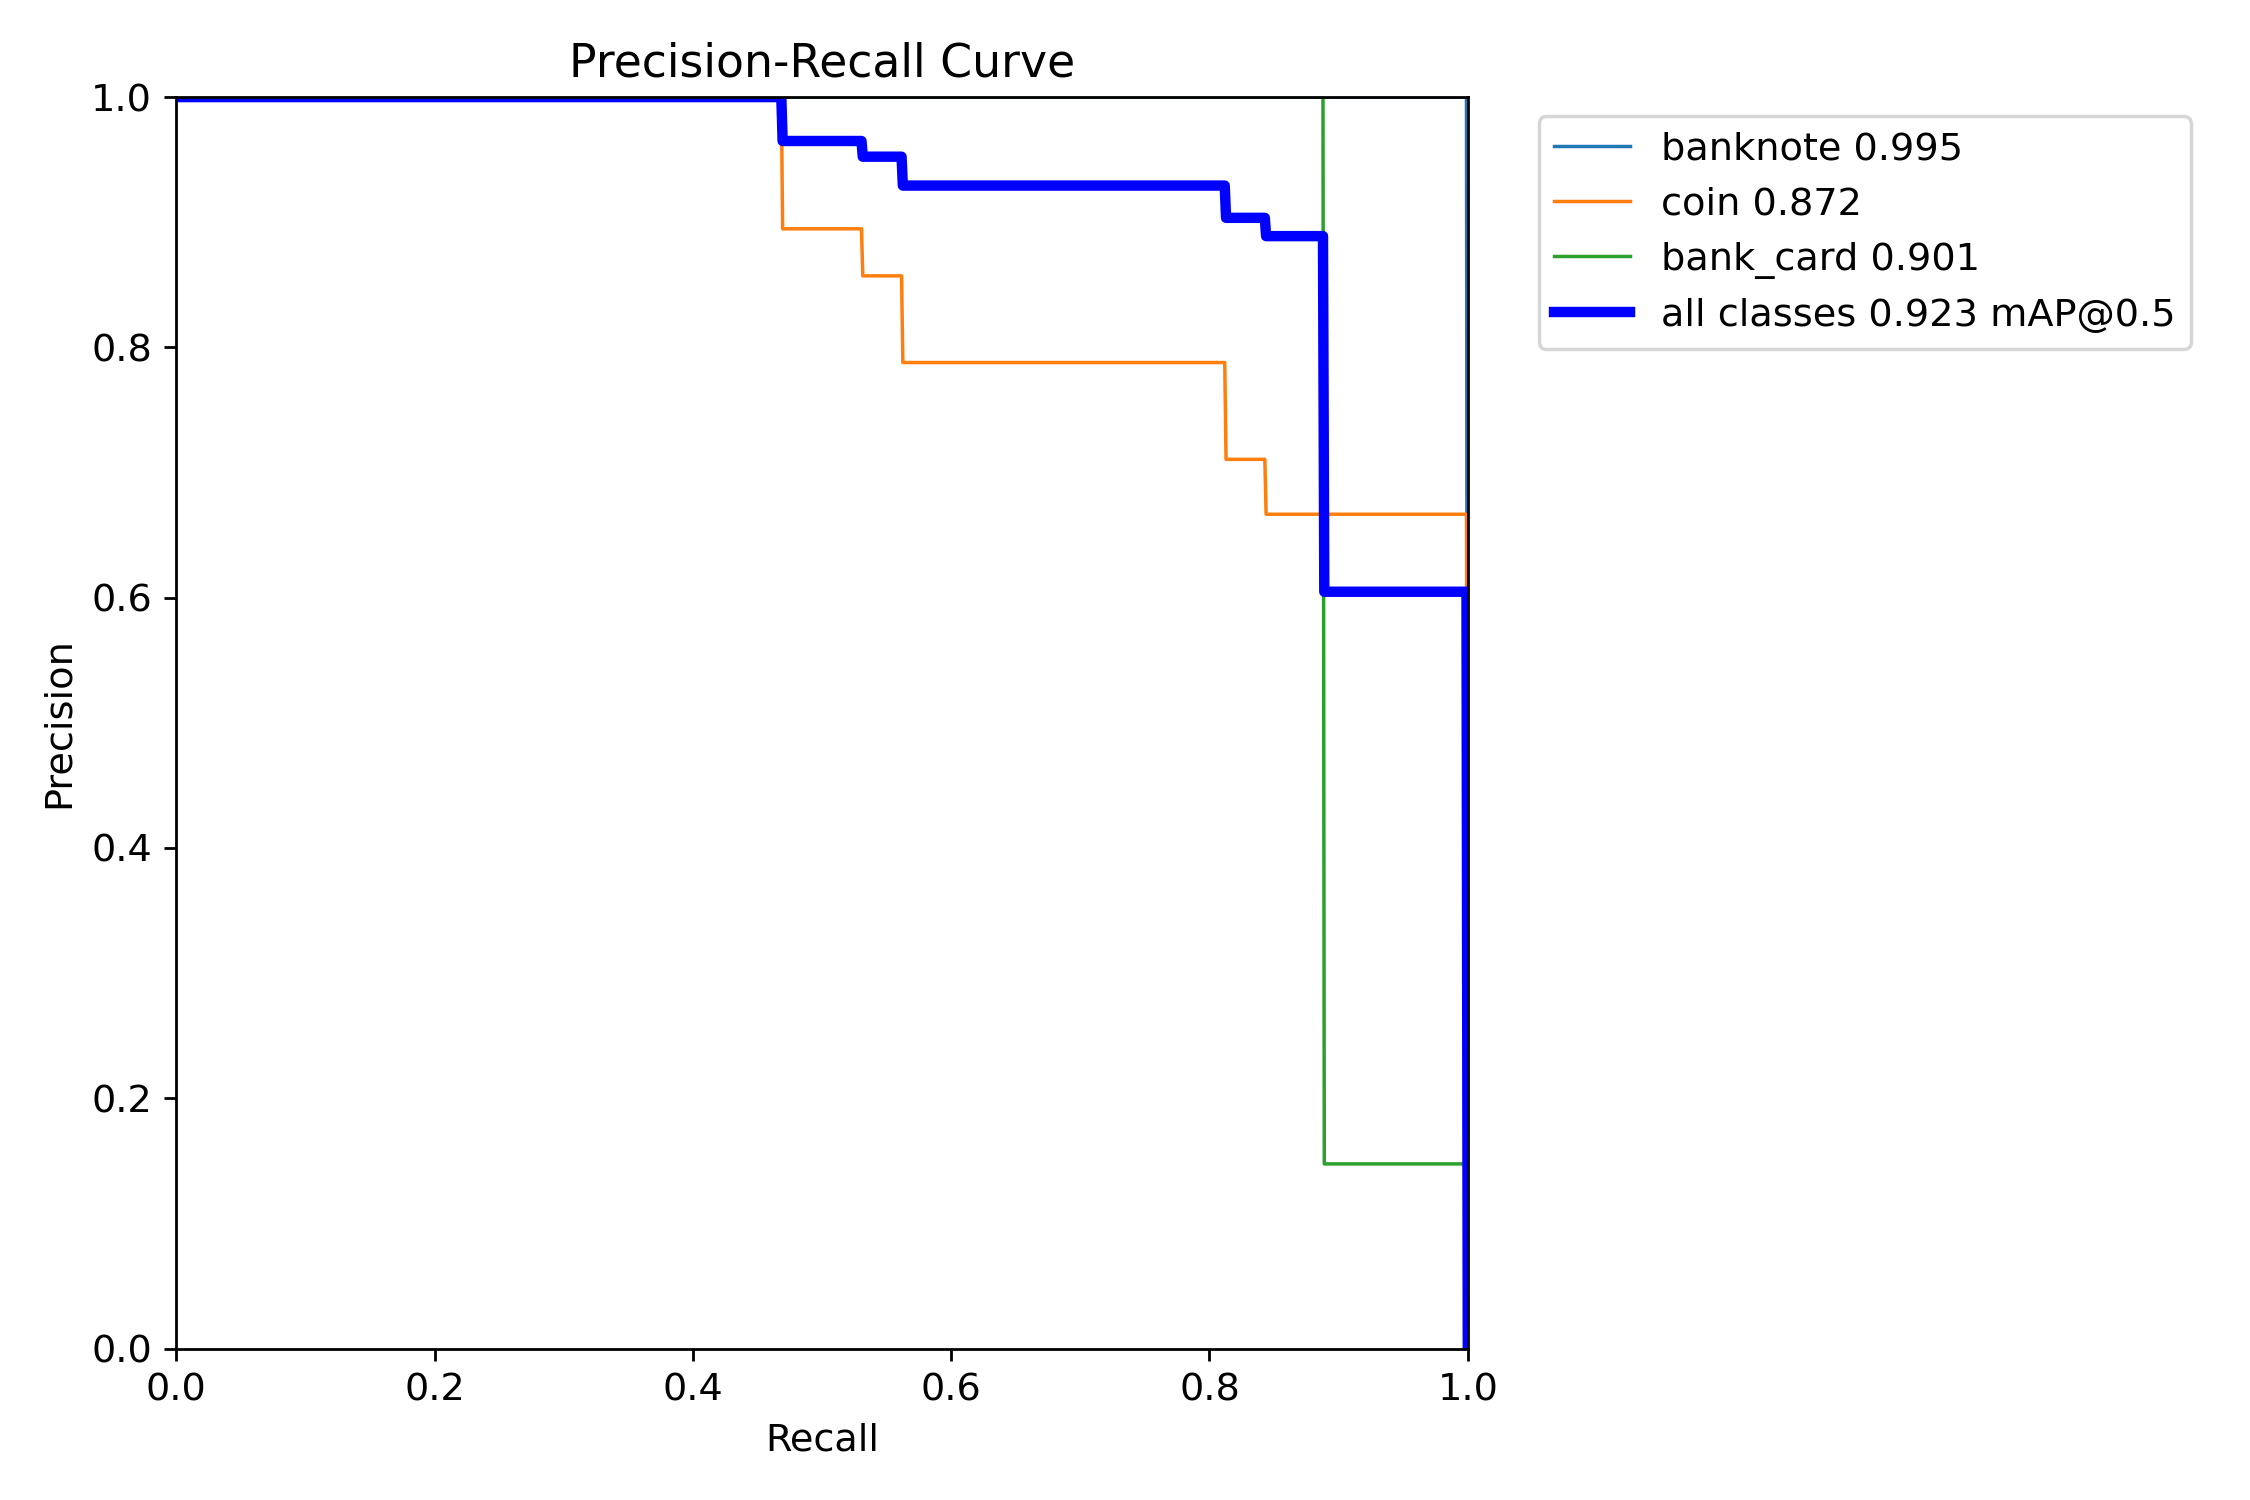 Precision-Recall Curve
1.0
0.8
0.6
0.4
0.2
0.0
Precision
0.0 0.2 0.4 0.6 0.8 1.0
Recall
banknote 0.995
coin 0.872
bank_card 0.901
all classes 0.923 mAP@0.5